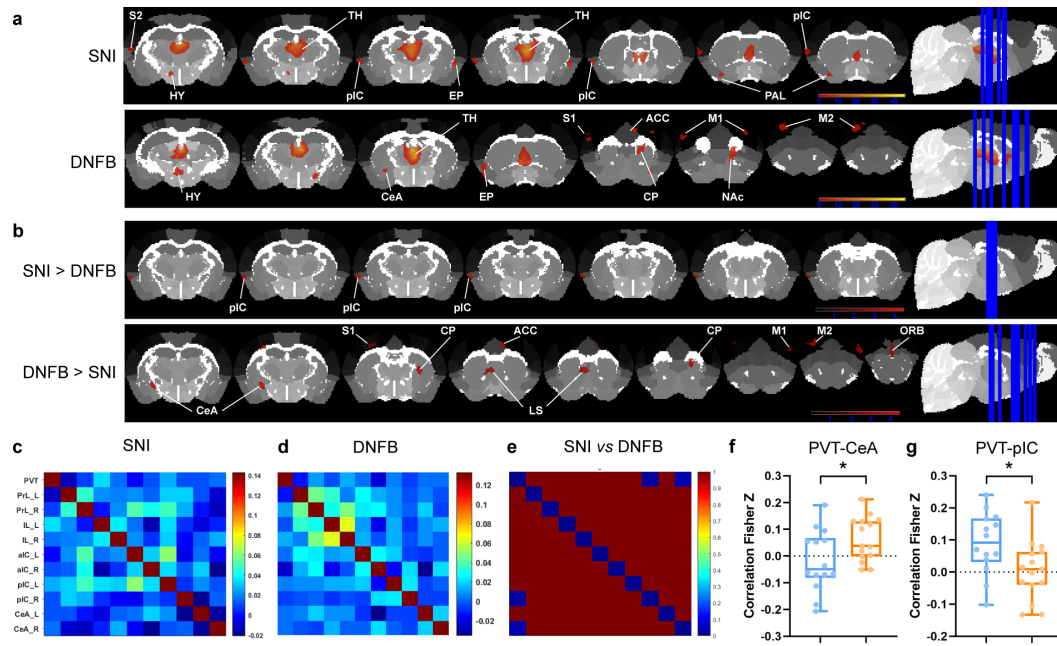 a
SNI
S2
TH
TH
pIC
HY
pIC
EP
pIC
PAL
DNFB
TH
S1
ACC
M1
M2
HY
CeA
EP
CP
NAc
b
SNI > DNFB
pIC
pIC
pIC
DNFB > SNI
S1
CP
ACC
CP
M1
M2
ORB
CeA
LS
c SNI
d DNFB
e SNI vs DNFB
f PVT-CeA
g PVT-pIC
PVT
PrL_L
PrL_R
IL_L
IL_R
aIC_L
aIC_R
pIC_L
pIC_R
CeA_L
CeA_R
0.14
0.12
0.1
0.08
0.06
0.04
0.02
0
-0.02
0.12
0.1
0.08
0.06
0.04
0.02
0
-0.02
1
0.9
0.8
0.7
0.6
0.5
0.4
0.3
0.2
0.1
0
Correlation Fisher Z
*
0.3
0.2
0.1
0.0
-0.1
-0.2
-0.3
Correlation Fisher Z
*
0.3
0.2
0.1
0.0
0.1
0.2